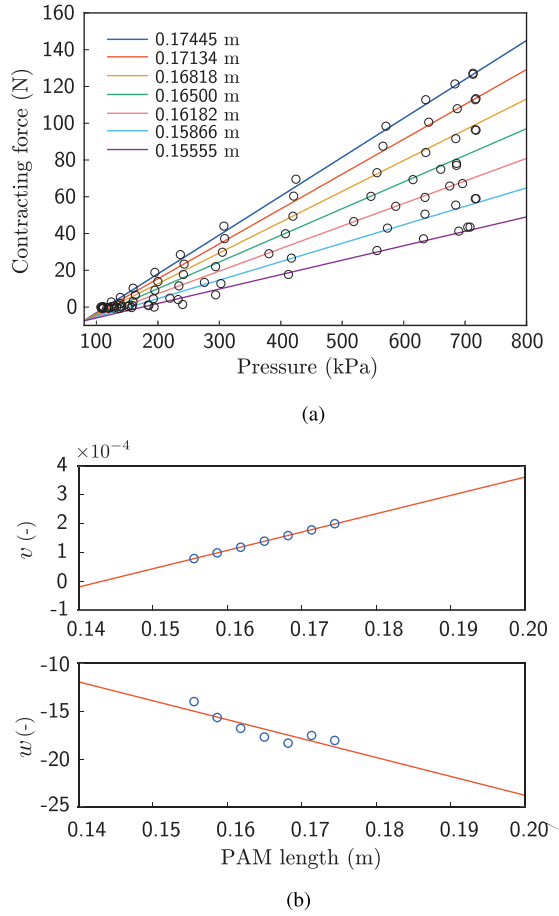 160
140
120
100
80
60
40
20
0
Contracting force (N)
0.17445 m
0.17134 m
0.16818 m
0.16500 m
0.16182 m
0.15866 m
0.15555 m
100 200 300 400 500 600 700 800
Pressure (kPa)
(a)
×10⁻⁴
4
3
2
1
0
-1
v (-)
0.14 0.15 0.16 0.17 0.18 0.19 0.20
-10
-15
-20
-25
w (-)
0.14 0.15 0.16 0.17 0.18 0.19 0.20
PAM length (m)
(b)